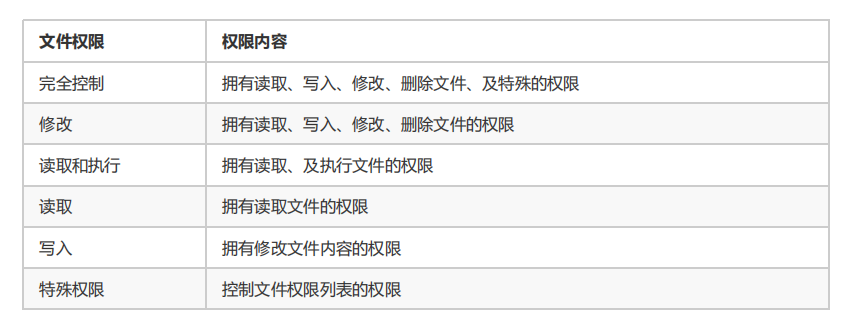 文件权限 权限内容
完全控制 拥有读取、写入、修改、删除文件、及特殊的权限
修改 拥有读取、写入、修改、删除文件的权限
读取和执行 拥有读取、及执行文件的权限
读取 拥有读取文件的权限
写入 拥有修改文件内容的权限
特殊权限 控制文件权限列表的权限